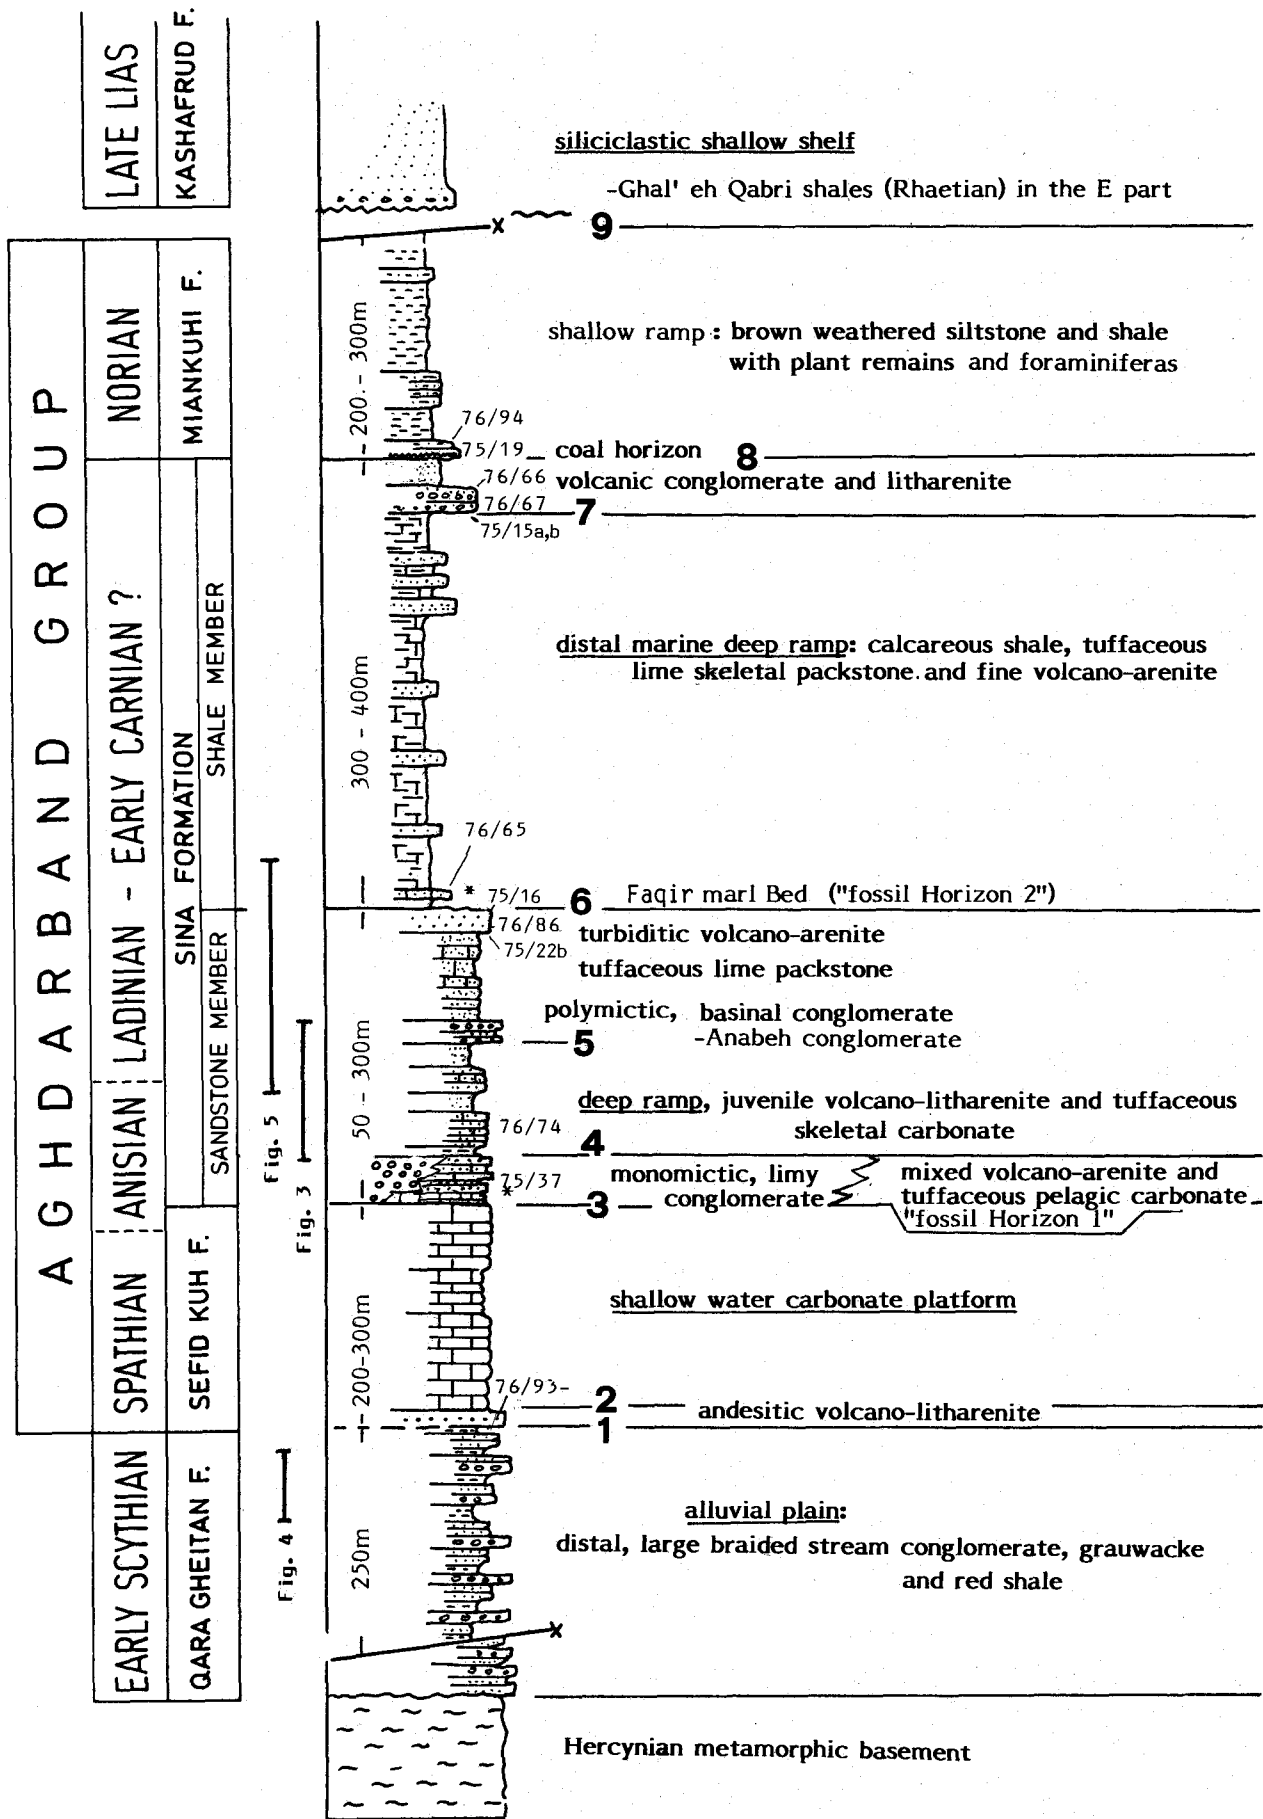 LATE LIAS
KASHAFRUD F.
siliciclastic shallow shelf
-Ghal' eh Qabri shales (Rhaetian) in the E part
x
9
AGHDARBAND GROUP
NORIAN
MIANKUHI F.
200 - 300m
shallow ramp : brown weathered siltstone and shale
with plant remains and foraminiferas
76/94
75/19
coal horizon
8
76/66
volcanic conglomerate and litharenite
76/67
7
75/15a,b
LADINIAN - EARLY CARNIAN ?
SINA FORMATION
SHALE MEMBER
300 - 400m
distal marine deep ramp: calcareous shale, tuffaceous
lime skeletal packstone and fine volcano-arenite
76/65
*
75/16
6
Faqir marl Bed ("fossil Horizon 2")
76/86
turbiditic volcano-arenite
75/22b
tuffaceous lime packstone
SANDSTONE MEMBER
50 - 300m
polymictic, basinal conglomerate
5
-Anabeh conglomerate
Fig. 5
Fig. 3
ANISIAN
deep ramp, juvenile volcano-litharenite and tuffaceous
skeletal carbonate
76/74
4
75/37
*
monomictic, limy
conglomerate
3
mixed volcano-arenite and
tuffaceous pelagic carbonate
"fossil Horizon 1"
SPATHIAN
SEFID KUH F.
200-300m
shallow water carbonate platform
76/93-
2
andesitic volcano-litharenite
1
EARLY SCYTHIAN
QARA GHEITAN F.
Fig. 4
250m
alluvial plain:
distal, large braided stream conglomerate, grauwacke
and red shale
x
Hercynian metamorphic basement